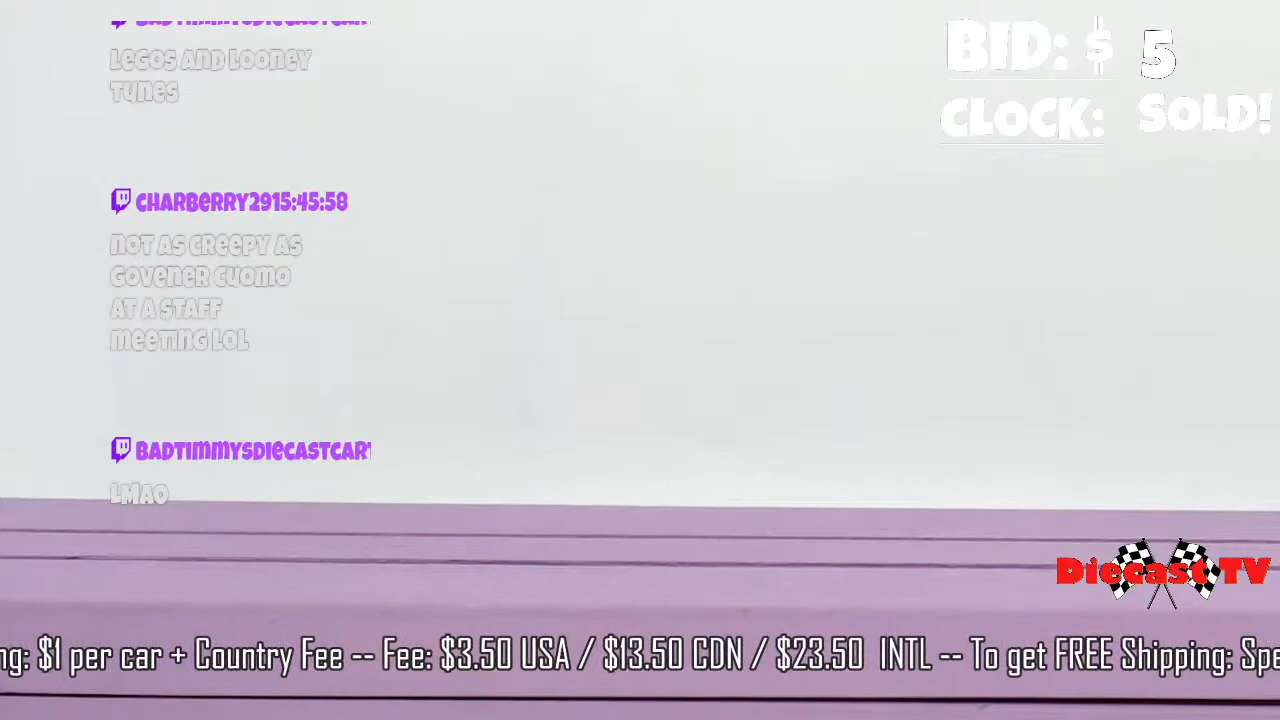 LEGOS AND LOONEY
TUNES
BID: $ 5
CLOCK: SOLD!
CHARBERRY2915:45:58
NOT AS CREEPY AS
GOVENER CUOMO
AT A STAFF
MEETING LOL
BADTIMMYSDIECASTCAR
LMAO
Diecast TV
ng: $1 per car + Country Fee -- Fee: $3.50 USA / $13.50 CDN / $23.50 INTL -- To get FREE Shipping: Spe